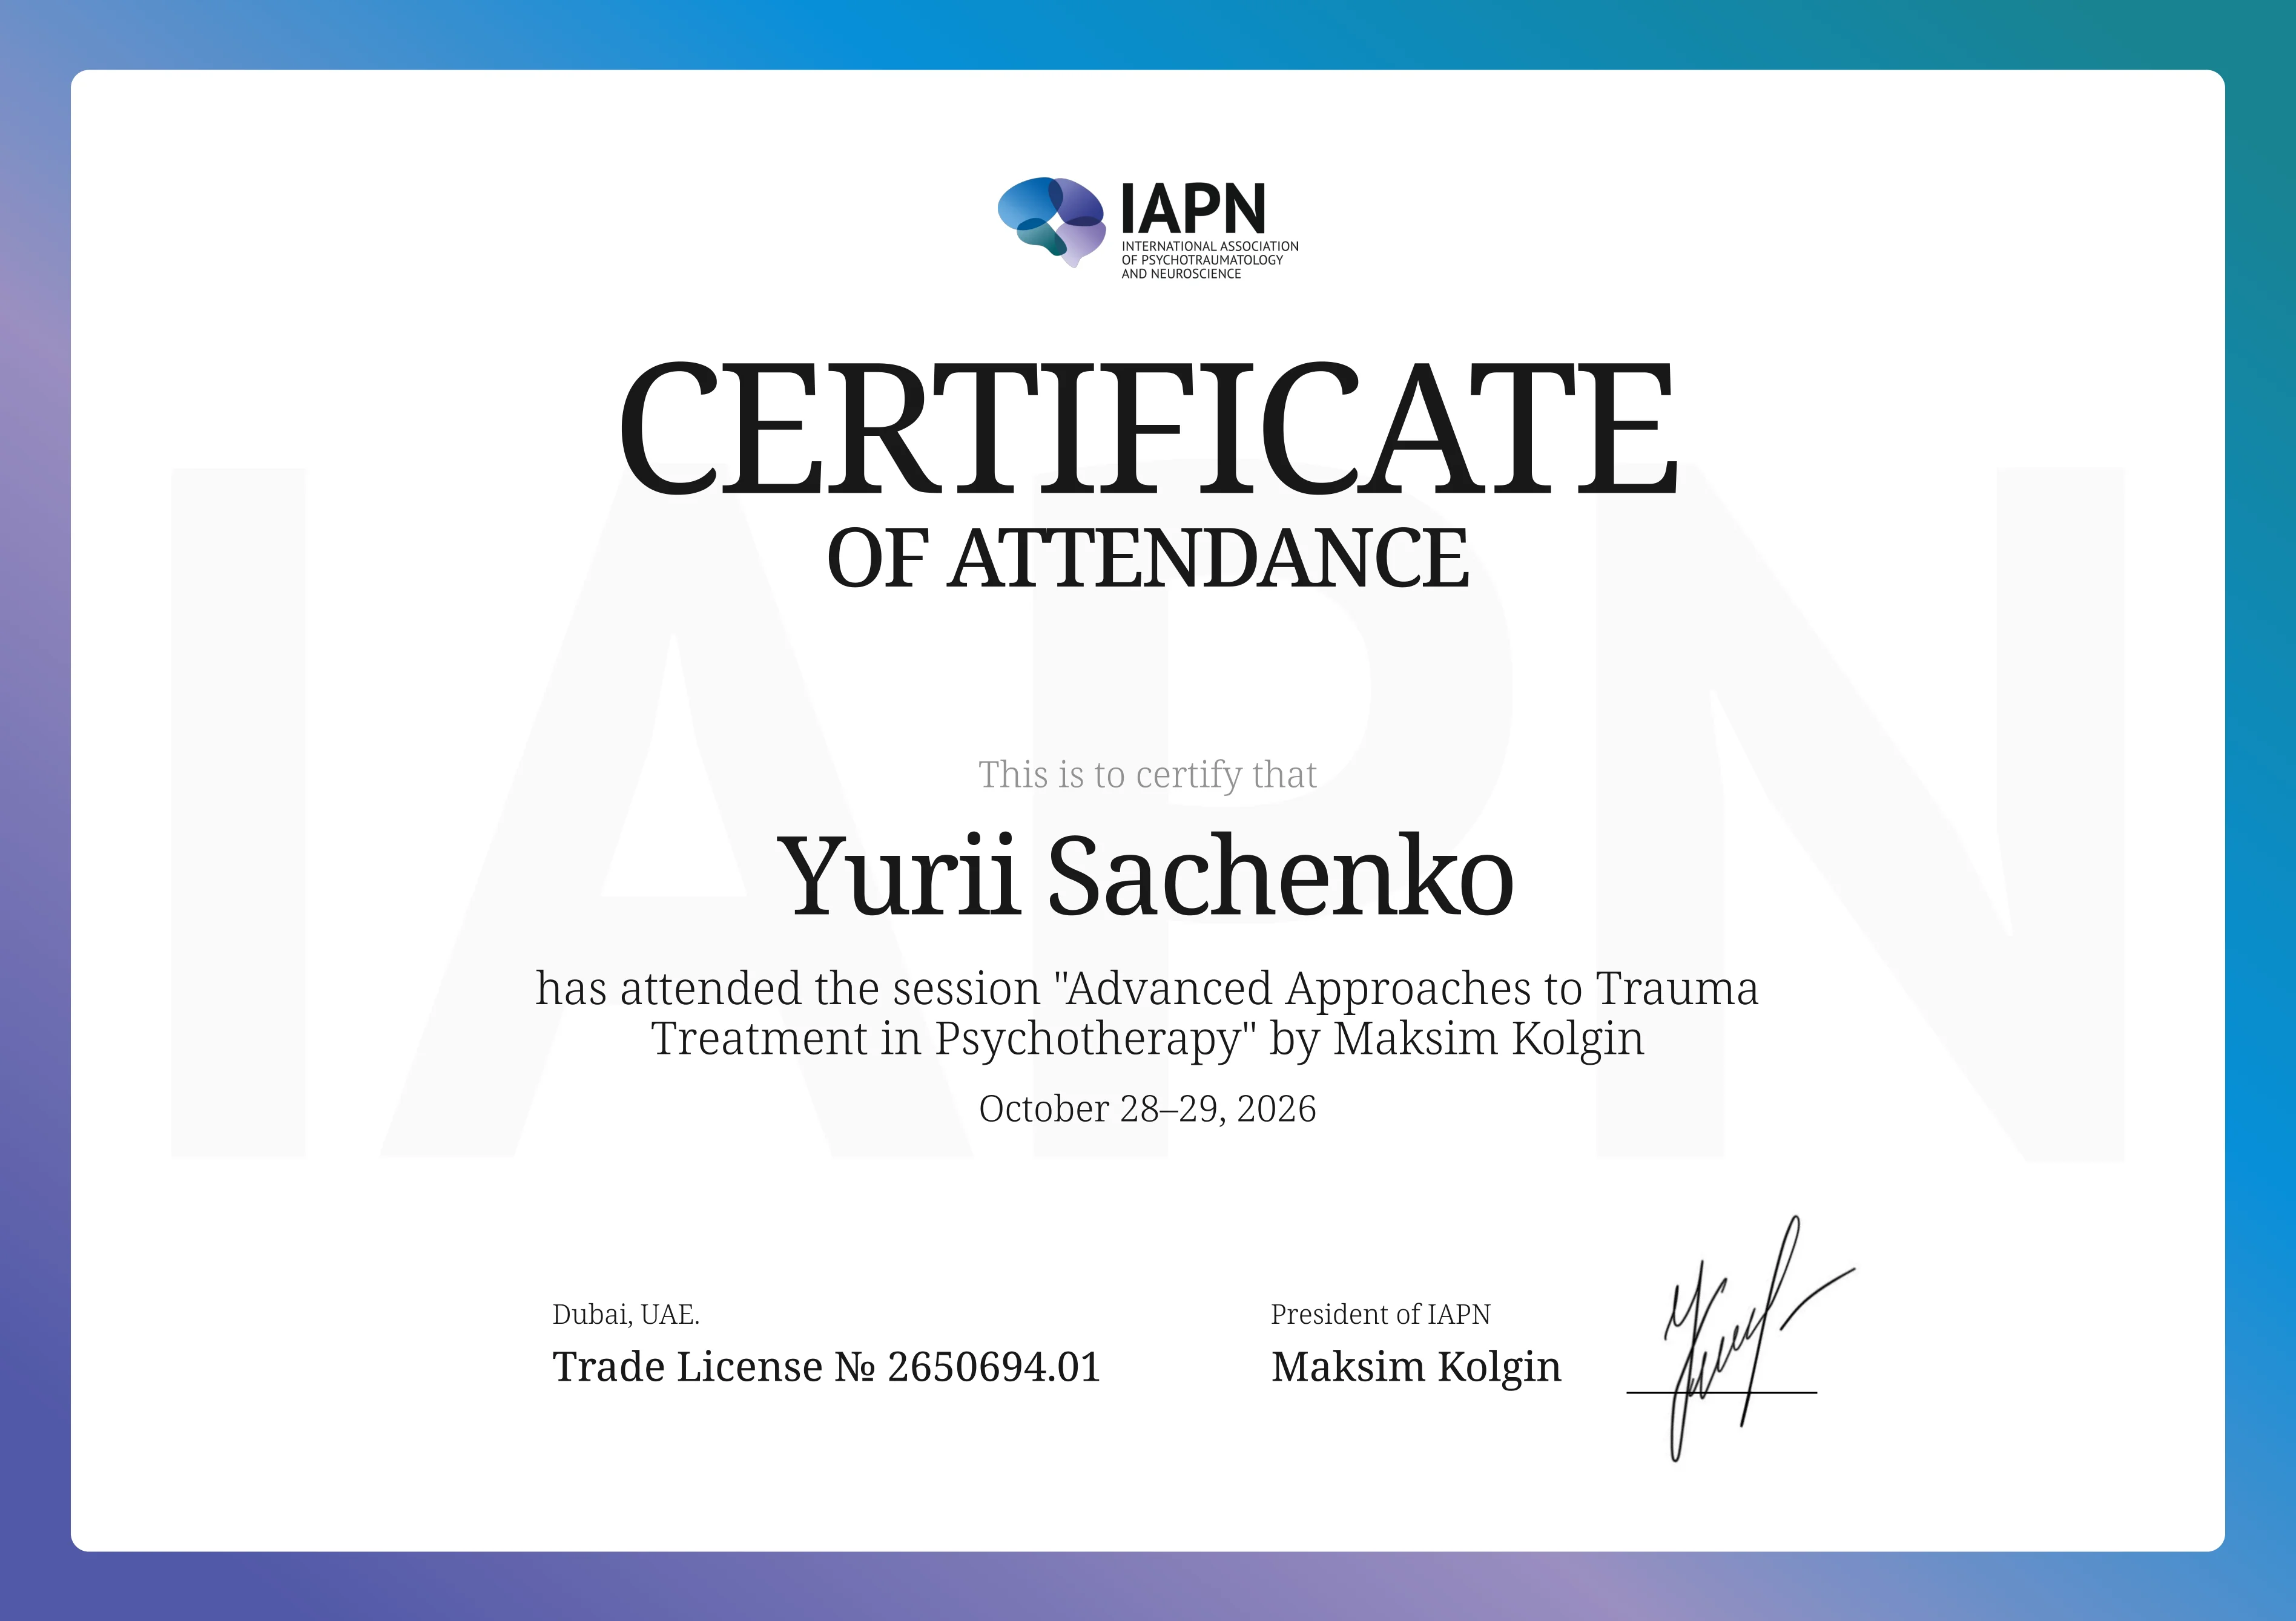 IAPN
INTERNATIONAL ASSOCIATION
OF PSYCHOTRAUMATOLOGY
AND NEUROSCIENCE
CERTIFICATE
OF ATTENDANCE
IAPN
This is to certify that
Yurii Sachenko
has attended the session "Advanced Approaches to Trauma
Treatment in Psychotherapy" by Maksim Kolgin
October 28–29, 2026
Dubai, UAE.
Trade License № 2650694.01
President of IAPN
Maksim Kolgin